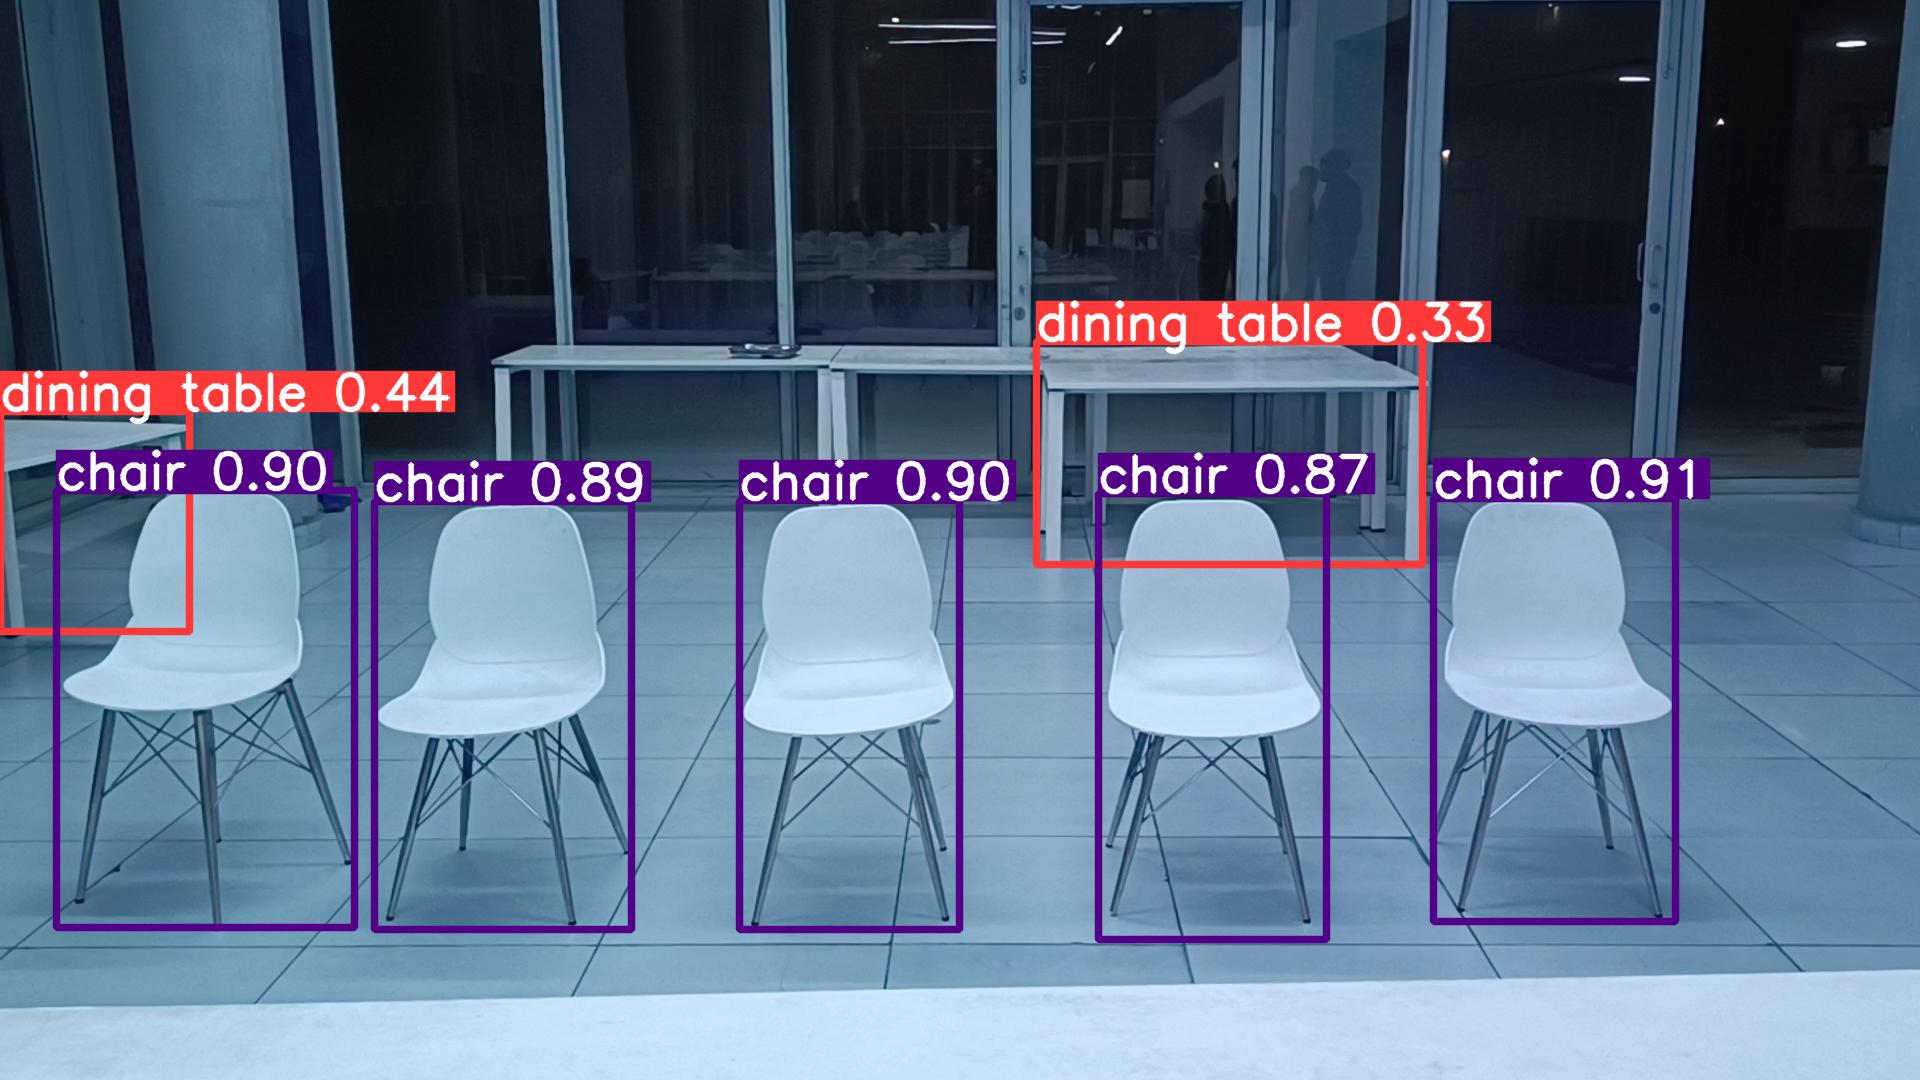 dining table 0.33
dining table 0.44
chair 0.90
chair 0.89
chair 0.90
chair 0.87
chair 0.91